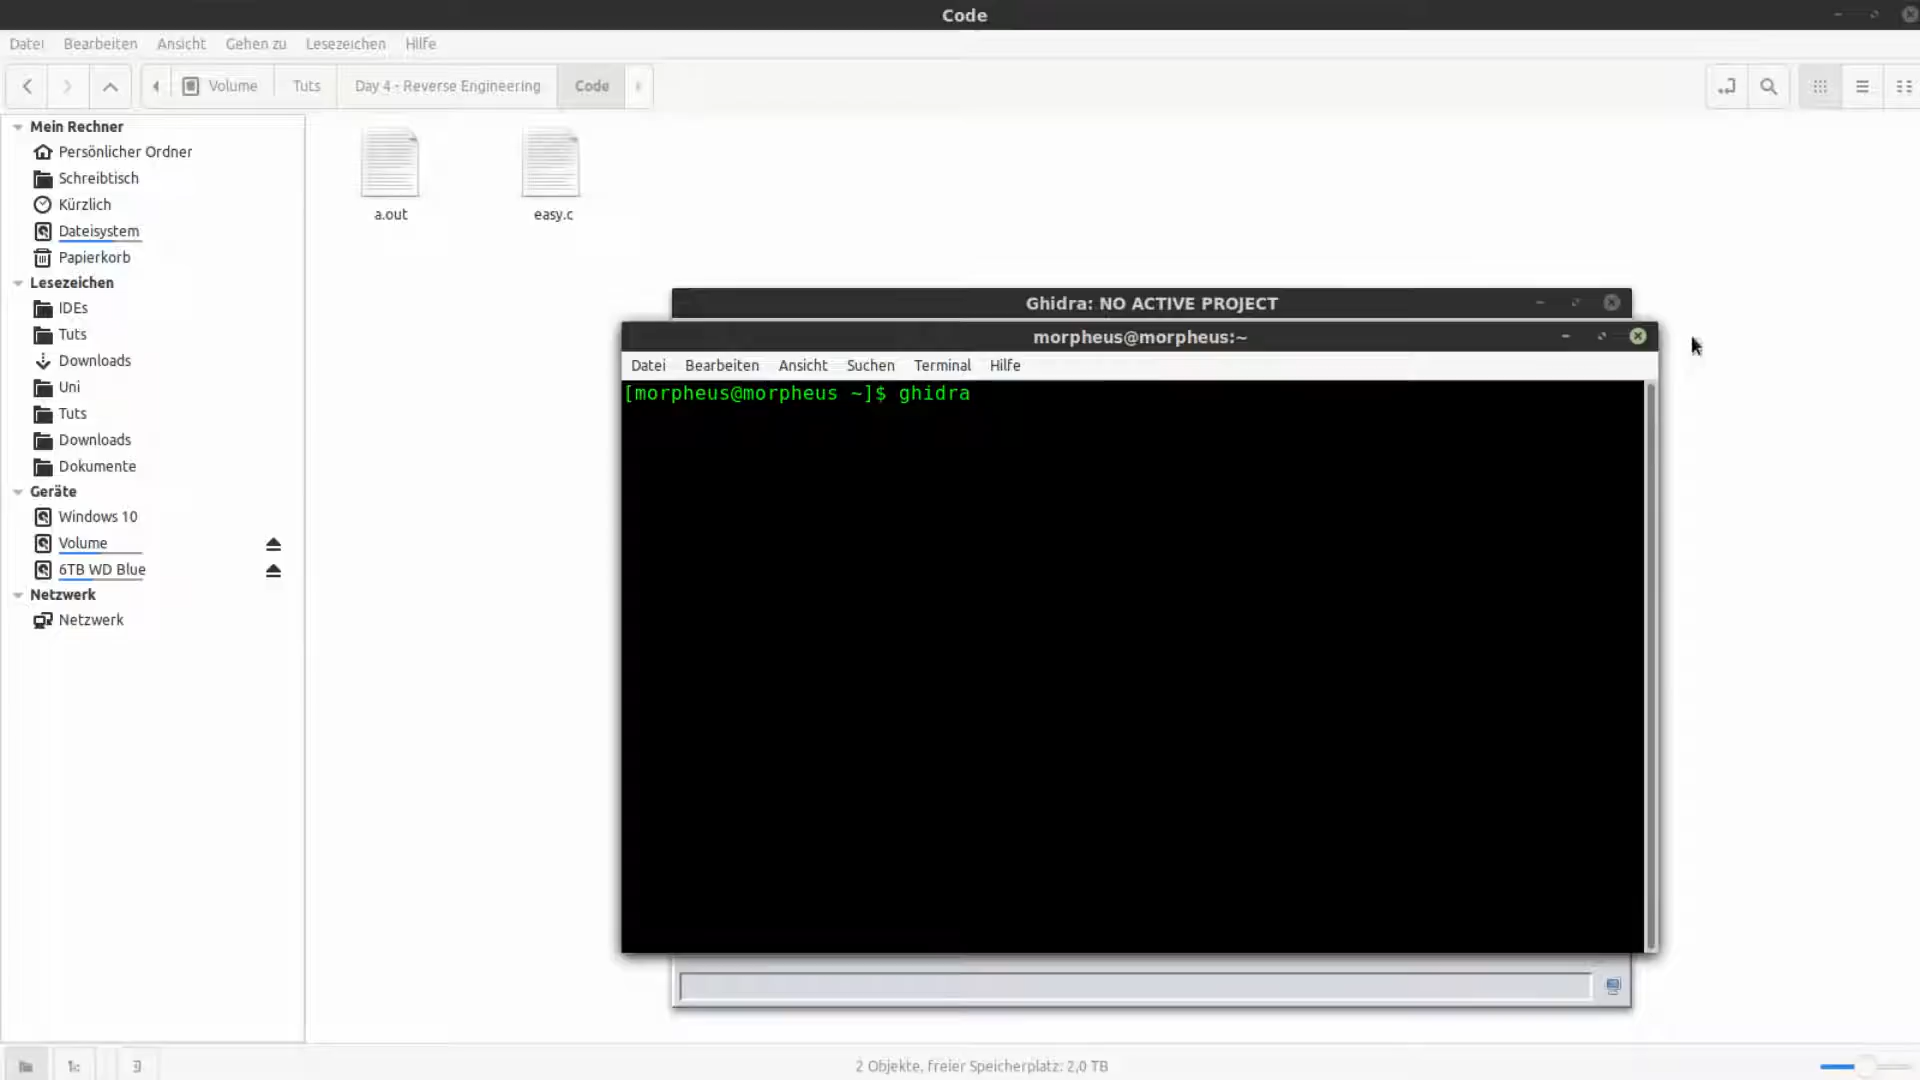 Code
Datei Bearbeiten Ansicht Gehen zu Lesezeichen Hilfe
Volume Tuts Day 4 - Reverse Engineering Code
Mein Rechner
Persönlicher Ordner
Schreibtisch
Kürzlich
Dateisystem
Papierkorb
Lesezeichen
IDEs
Tuts
Downloads
Uni
Tuts
Downloads
Dokumente
Geräte
Windows 10
Volume
6TB WD Blue
Netzwerk
Netzwerk
a.out easy.c
Ghidra: NO ACTIVE PROJECT
morpheus@morpheus:~
Datei Bearbeiten Ansicht Suchen Terminal Hilfe
[morpheus@morpheus ~]$ ghidra
2 Objekte, freier Speicherplatz: 2,0 TB